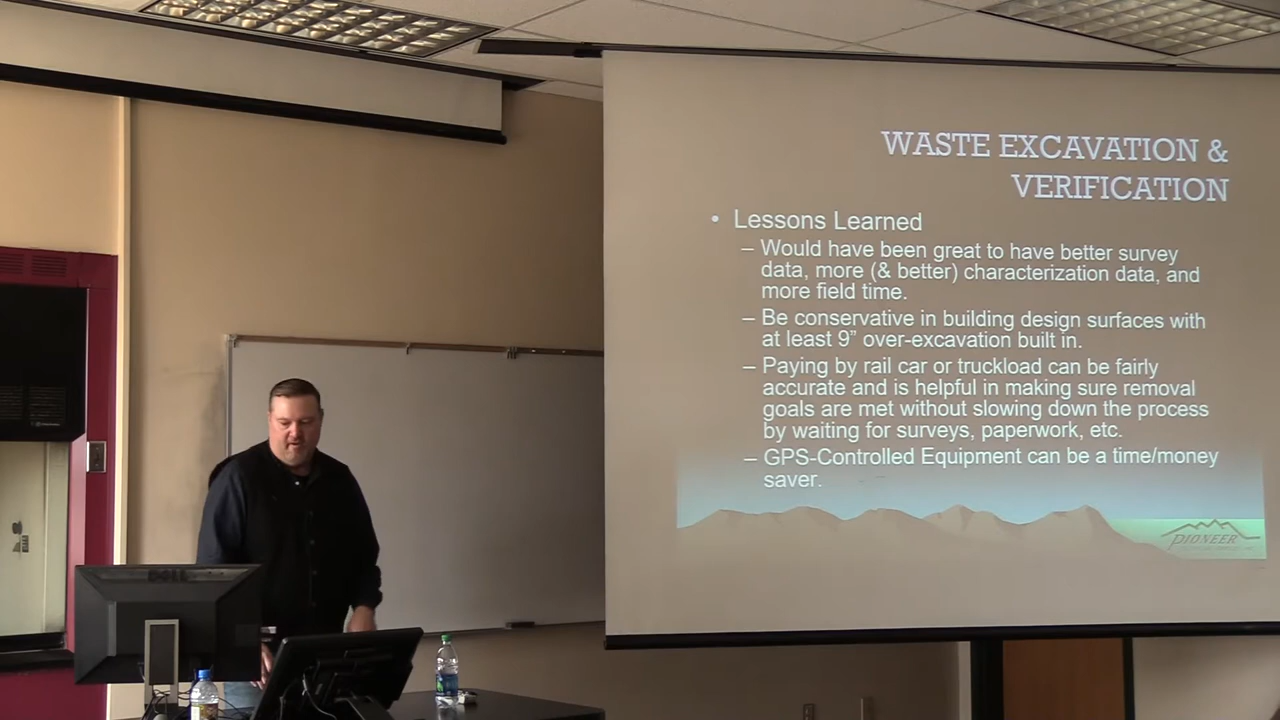 WASTE EXCAVATION &
VERIFICATION
• Lessons Learned
– Would have been great to have better survey
data, more (& better) characterization data, and
more field time.
– Be conservative in building design surfaces with
at least 9” over-excavation built in.
– Paying by rail car or truckload can be fairly
accurate and is helpful in making sure removal
goals are met without slowing down the process
by waiting for surveys, paperwork, etc.
– GPS-Controlled Equipment can be a time/money
saver.
PIONEER
DELL